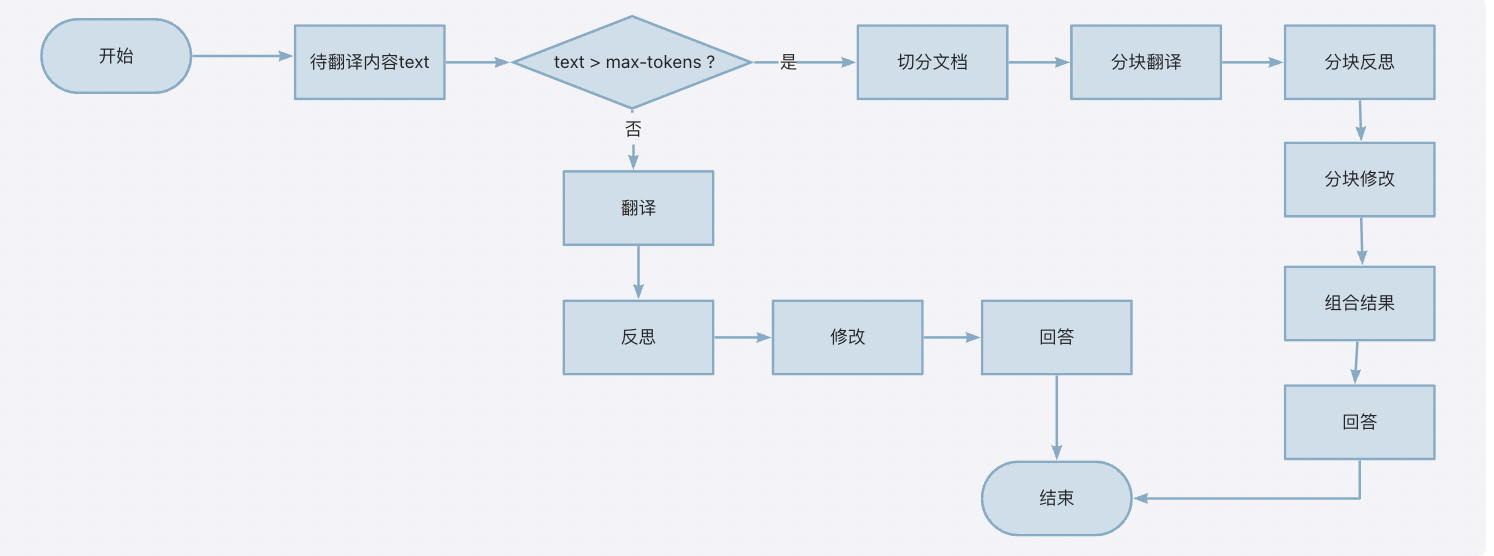 开始
待翻译内容text
text > max-tokens ?
是
切分文档
分块翻译
分块反思
否
分块修改
翻译
组合结果
反思
修改
回答
回答
结束